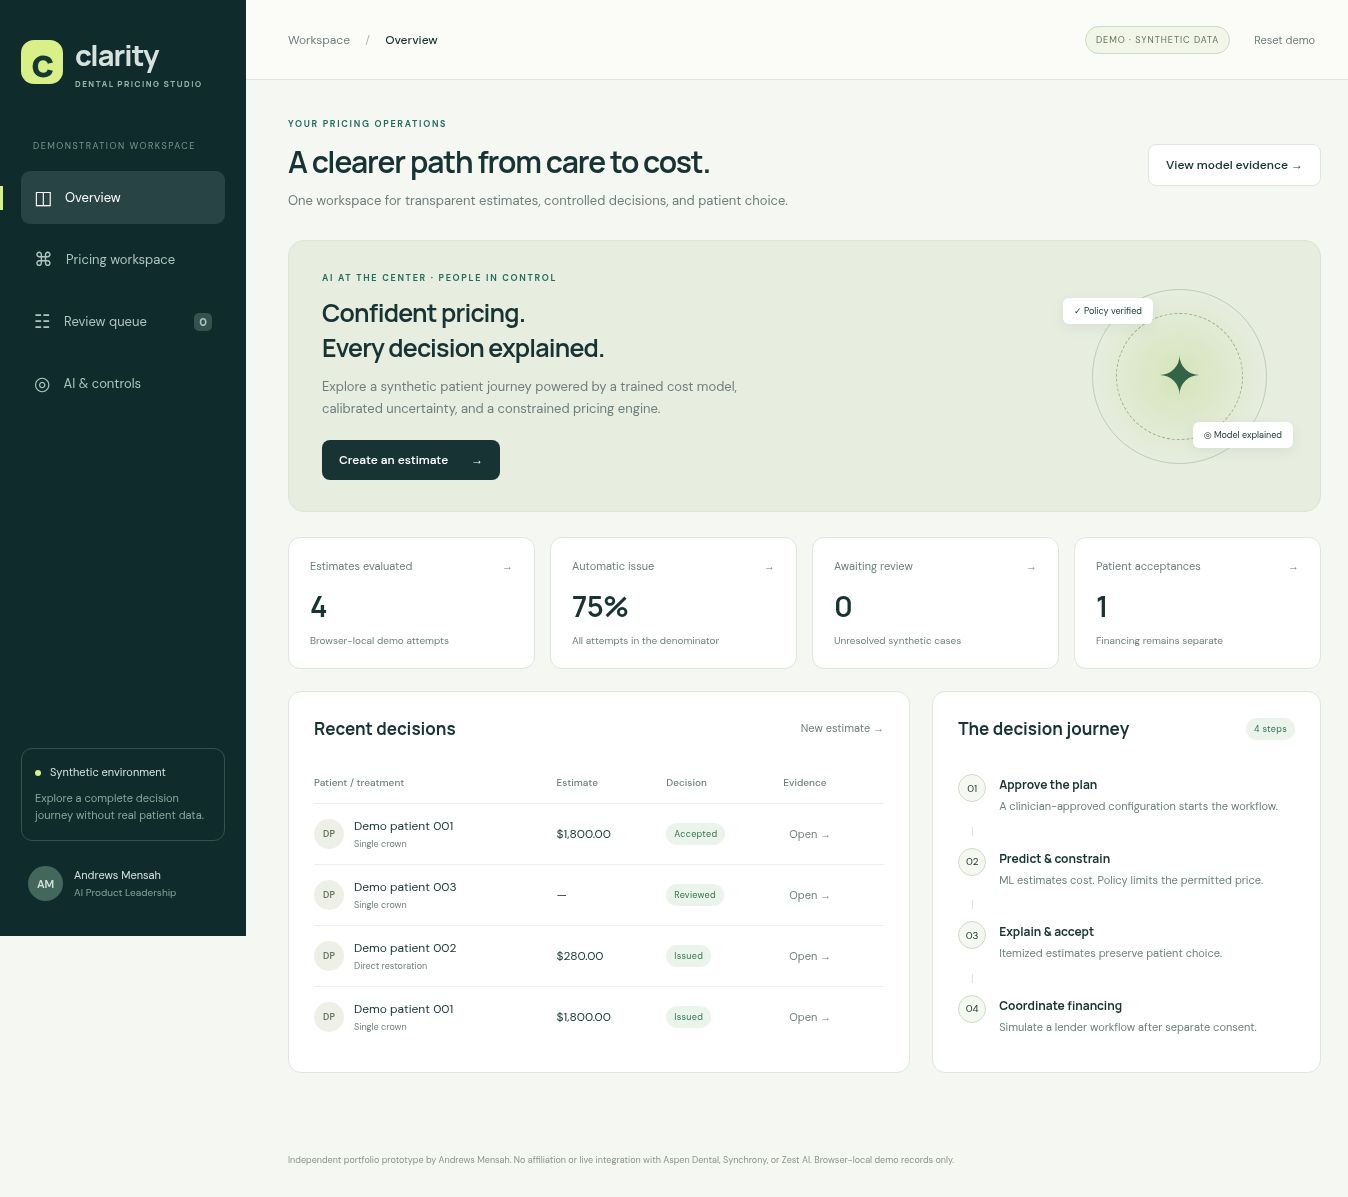 c clarity
DENTAL PRICING STUDIO
DEMONSTRATION WORKSPACE
Overview
Pricing workspace
Review queue 0
AI & controls
Synthetic environment
Explore a complete decision
journey without real patient data.
AM Andrews Mensah
AI Product Leadership
Workspace / Overview
DEMO · SYNTHETIC DATA
Reset demo
YOUR PRICING OPERATIONS
A clearer path from care to cost.
One workspace for transparent estimates, controlled decisions, and patient choice.
View model evidence →
AI AT THE CENTER · PEOPLE IN CONTROL
Confident pricing.
Every decision explained.
Explore a synthetic patient journey powered by a trained cost model,
calibrated uncertainty, and a constrained pricing engine.
Create an estimate →
✓ Policy verified
◎ Model explained
Estimates evaluated →
4
Browser-local demo attempts
Automatic issue →
75%
All attempts in the denominator
Awaiting review →
0
Unresolved synthetic cases
Patient acceptances →
1
Financing remains separate
Recent decisions
New estimate →
Patient / treatment Estimate Decision Evidence
DP Demo patient 001 $1,800.00 Accepted Open →
Single crown
DP Demo patient 003 — Reviewed Open →
Single crown
DP Demo patient 002 $280.00 Issued Open →
Direct restoration
DP Demo patient 001 $1,800.00 Issued Open →
Single crown
The decision journey
4 steps
01 Approve the plan
A clinician-approved configuration starts the workflow.
02 Predict & constrain
ML estimates cost. Policy limits the permitted price.
03 Explain & accept
Itemized estimates preserve patient choice.
04 Coordinate financing
Simulate a lender workflow after separate consent.
Independent portfolio prototype by Andrews Mensah. No affiliation or live integration with Aspen Dental, Synchrony, or Zest AI. Browser-local demo records only.